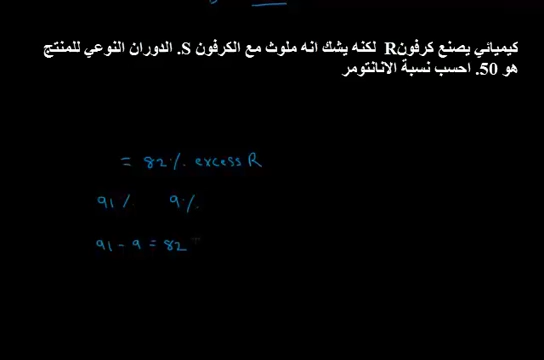 كيميائي يصنع كرفونR لكنه يشك انه ملوث مع الكرفون S. الدوران النوعي للمنتج
هو 50. احسب نسبة الانانتومر
= 82% excess R
91% 9%
91 - 9 = 82